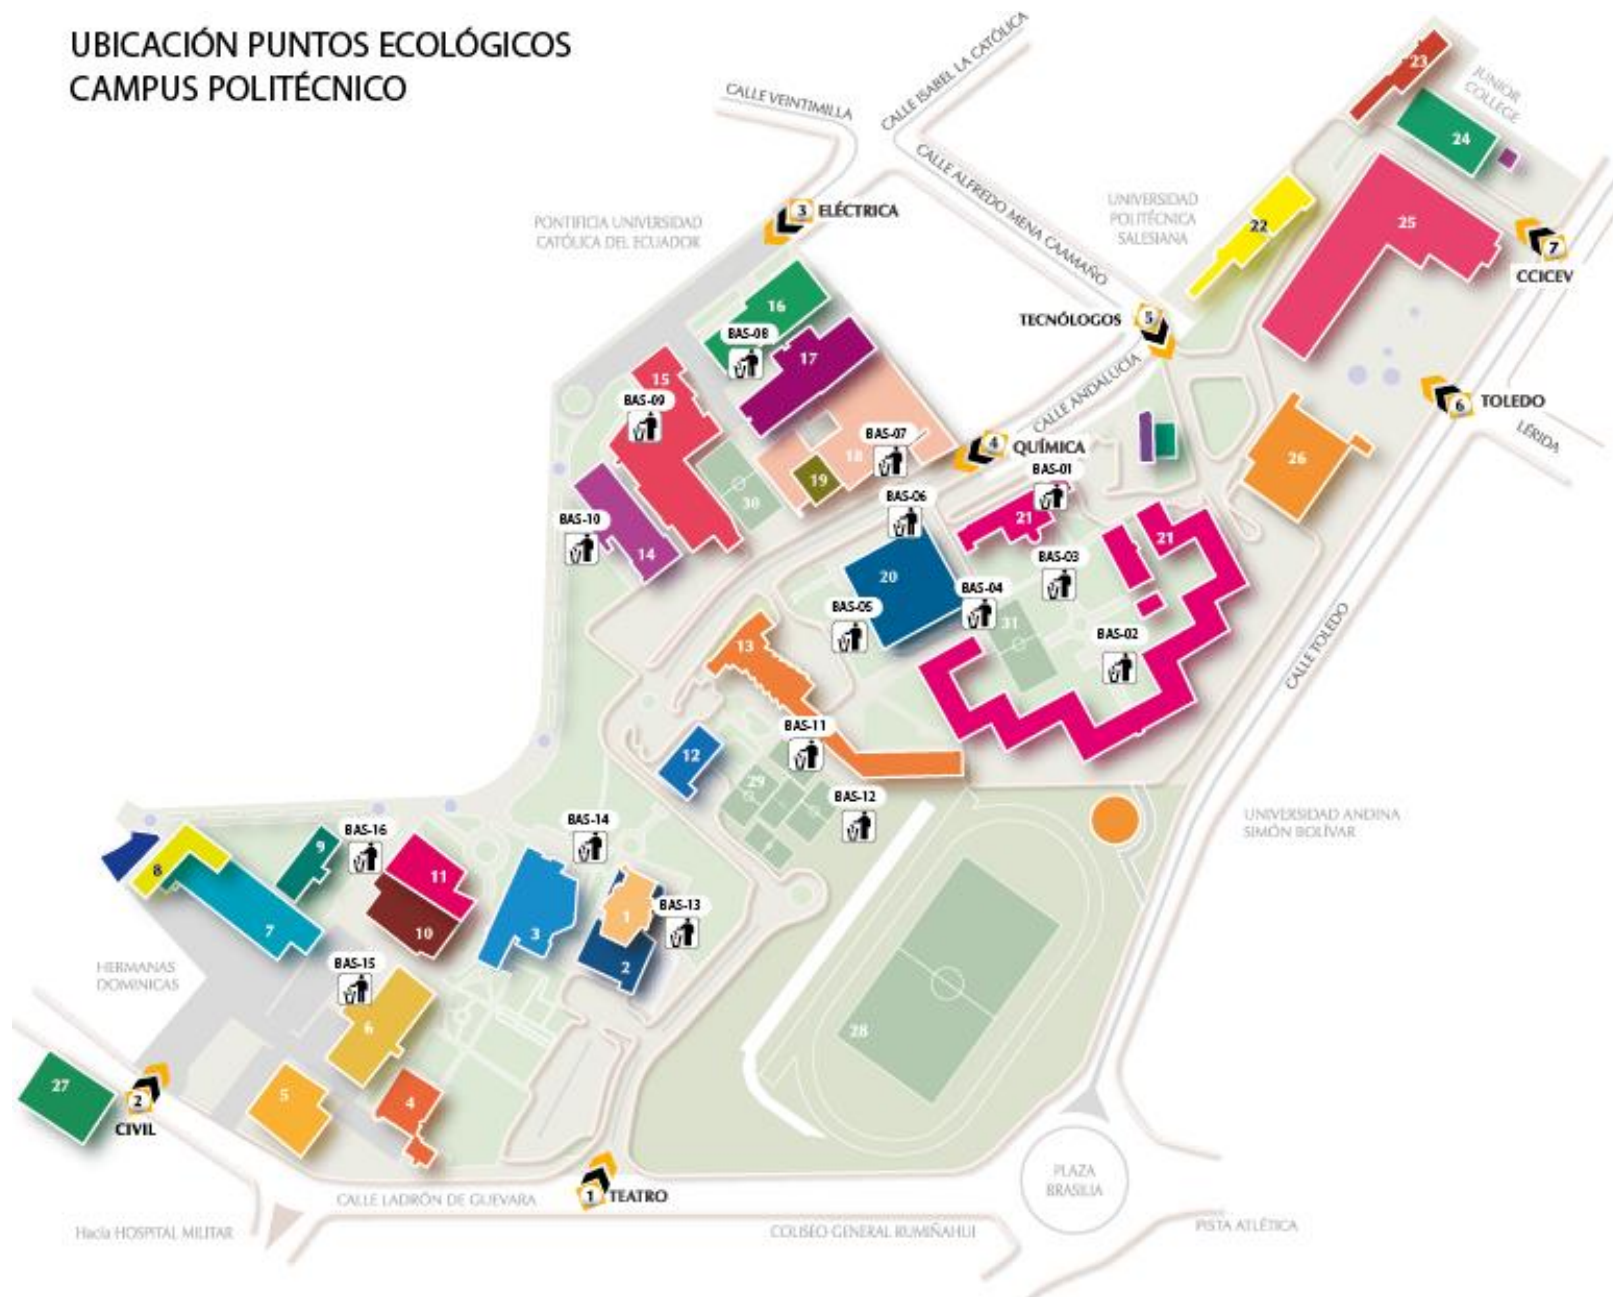 UBICACIÓN PUNTOS ECOLÓGICOS
CAMPUS POLITÉCNICO
CALLE VEINTIMILLA
CALLE ISABEL LA CATÓLICA
CALLE ALFREDO MENA CAAMAÑO
23
JUNIOR
COLLEGE
24
PONTIFICIA UNIVERSIDAD
CATÓLICA DEL ECUADOR
3 ELÉCTRICA
UNIVERSIDAD
POLITÉCNICA
SALESIANA
22
25
7
CCICEV
16
TECNÓLOGOS 5
BAS-08
17
15
CALLE ANDALUCÍA
6 TOLEDO
LÉRIDA
BAS-09
BAS-07
18
4 QUÍMICA
26
19
30
BAS-01
BAS-06
21
21
BAS-10
14
20
BAS-03
BAS-04
BAS-05
31
BAS-02
13
CALLE TOLEDO
BAS-11
12
29
BAS-12
UNIVERSIDAD ANDINA
SIMÓN BOLÍVAR
BAS-14
BAS-16
9
8
11
7
10
3
1
BAS-13
2
HERMANAS
DOMINICAS
BAS-15
6
28
27
2
CIVIL
5
4
PLAZA
BRASILIA
1 TEATRO
CALLE LADRÓN DE GUEVARA
Hacia HOSPITAL MILITAR
COLISEO GENERAL RUMIÑAHUI
PISTA ATLÉTICA